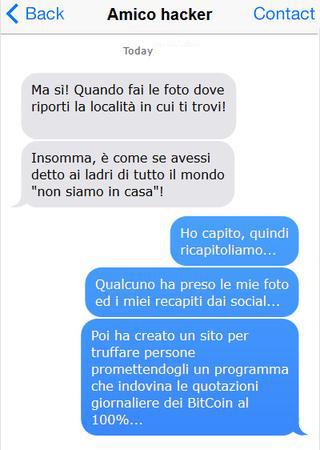 Back
Amico hacker
Contact
Today
Ma sì! Quando fai le foto dove
riporti la località in cui ti trovi!
Insomma, è come se avessi
detto ai ladri di tutto il mondo
"non siamo in casa"!
Ho capito, quindi
ricapitoliamo...
Qualcuno ha preso le mie foto
ed i miei recapiti dai social...
Poi ha creato un sito per
truffare persone
promettendogli un programma
che indovina le quotazioni
giornaliere dei BitCoin al
100%...